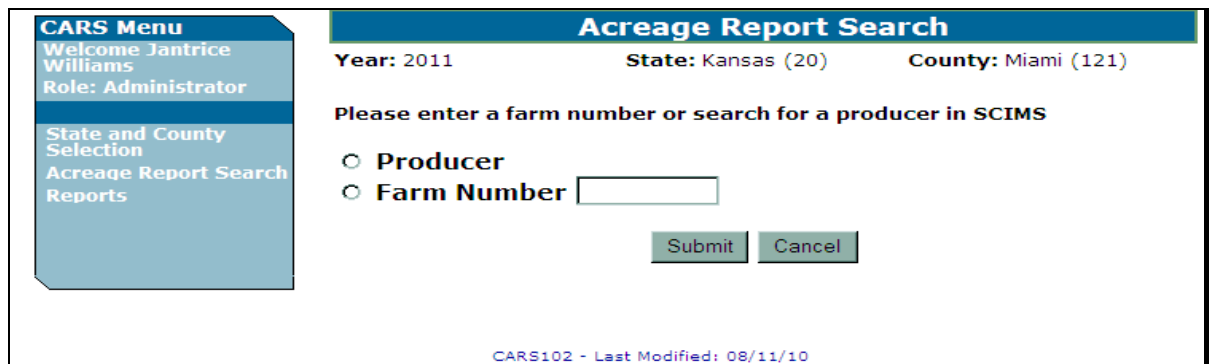 CARS Menu
Welcome Jantrice
Williams
Role: Administrator
State and County
Selection
Acreage Report Search
Reports
Acreage Report Search
Year: 2011 State: Kansas (20) County: Miami (121)
Please enter a farm number or search for a producer in SCIMS
Producer
Farm Number
Submit Cancel
CARS102 - Last Modified: 08/11/10